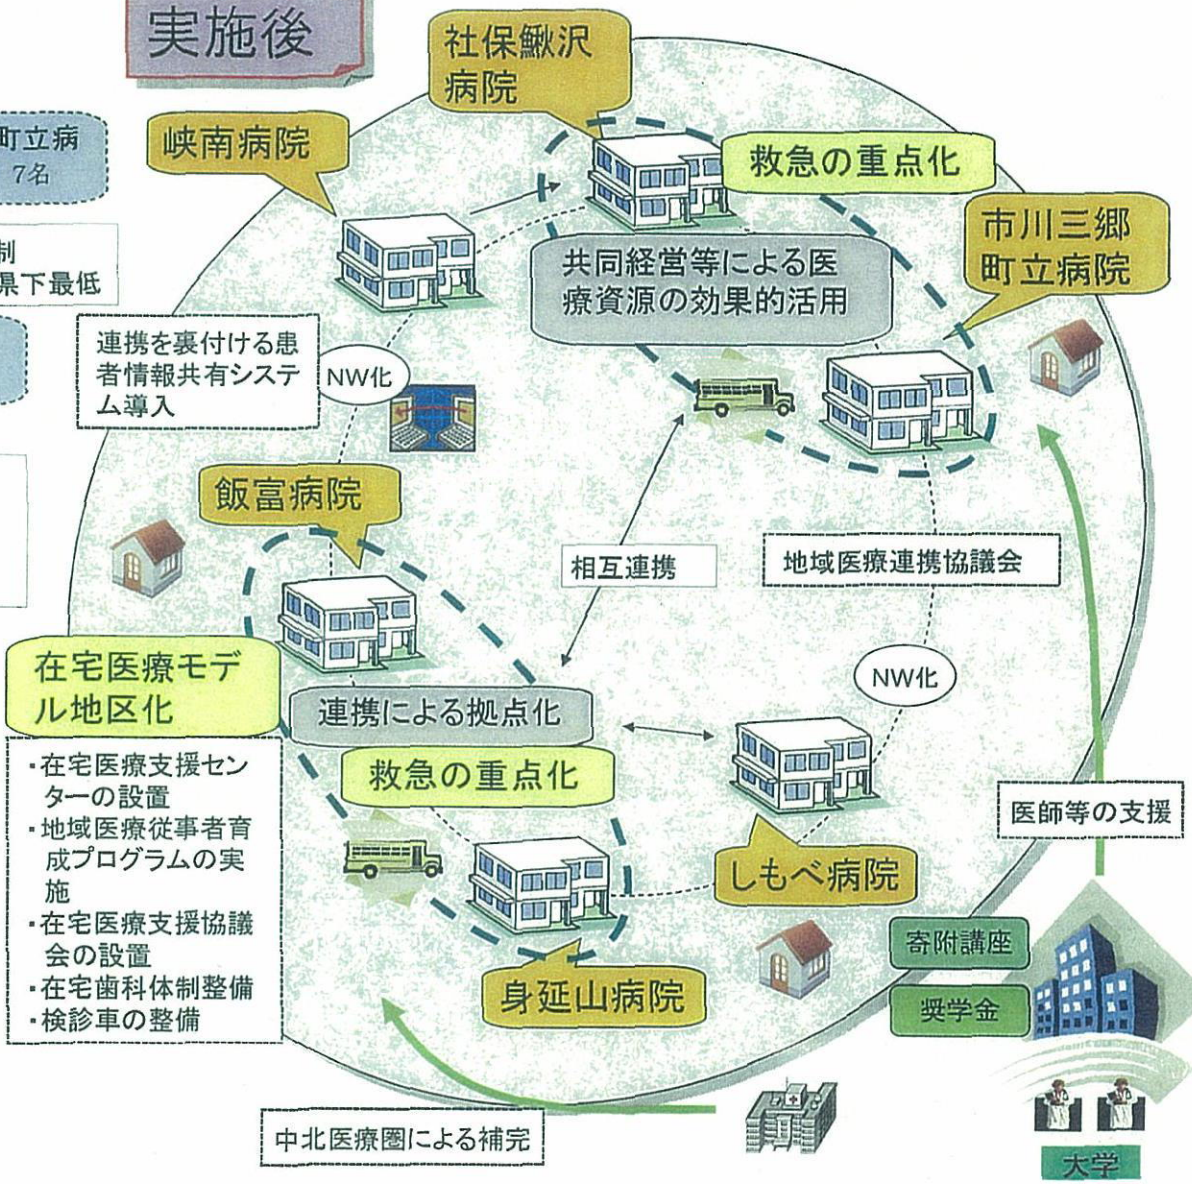 実施後
社保鰍沢
病院
町立病
7名
峡南病院
救急の重点化
市川三郷
町立病院
制
県下最低
共同経営等による医
療資源の効果的活用
連携を裏付ける患
者情報共有システ
ム導入
NW化
飯富病院
相互連携
地域医療連携協議会
在宅医療モデ
ル地区化
NW化
連携による拠点化
救急の重点化
・在宅医療支援セン
ターの設置
・地域医療従事者育
成プログラムの実
施
・在宅医療支援協議
会の設置
・在宅歯科体制整備
・検診車の整備
医師等の支援
しもべ病院
寄附講座
奨学金
身延山病院
中北医療圏による補完
大学